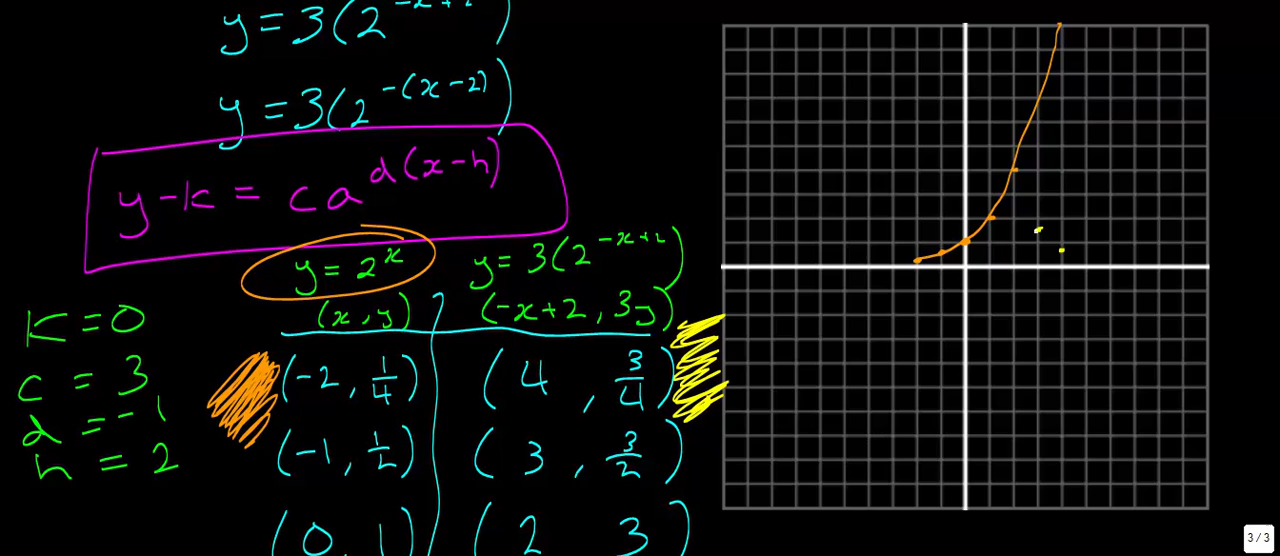 y = 3(2^{-x+2})
y = 3(2^{-(x-2)})
y - k = c a^{d(x-h)}
y = 2^x    y = 3(2^{-x+2})
(x, y)    (-x+2, 3y)
k = 0
c = 3
d = -1
h = 2
(-2, 1/4)    (4, 3/4)
(-1, 1/2)    (3, 3/2)
(0, 1)    (2 3)
3 / 3